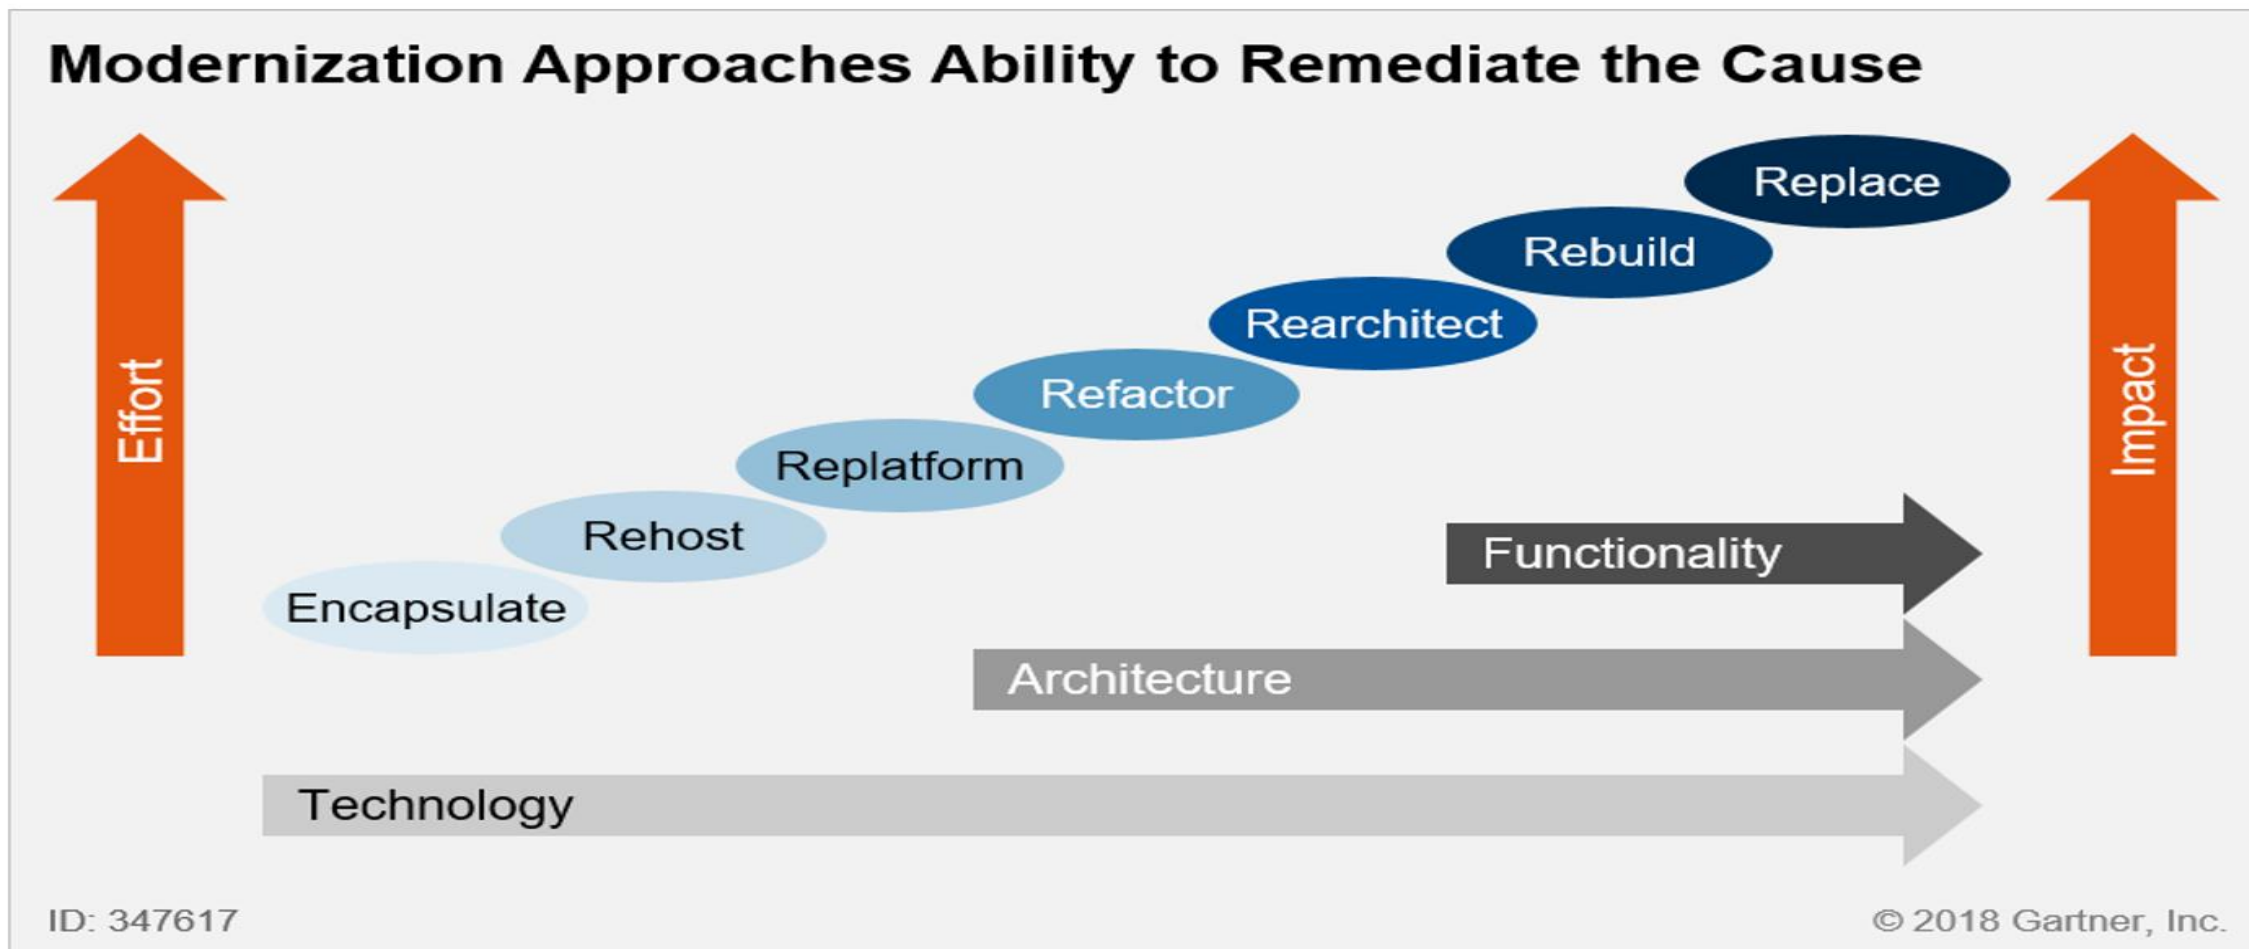 Modernization Approaches Ability to Remediate the Cause
Effort
Impact
Replace
Rebuild
Rearchitect
Refactor
Replatform
Rehost
Encapsulate
Functionality
Architecture
Technology
ID: 347617
© 2018 Gartner, Inc.